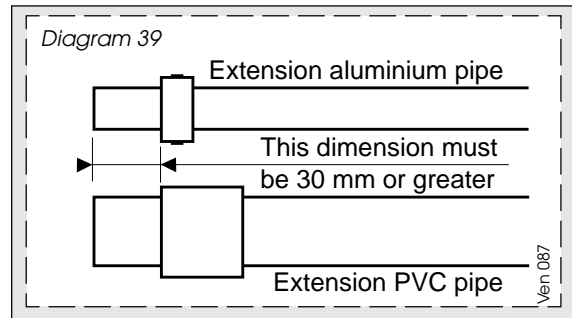 Diagram 39
Extension aluminium pipe
This dimension must
be 30 mm or greater
Extension PVC pipe
Ven 087